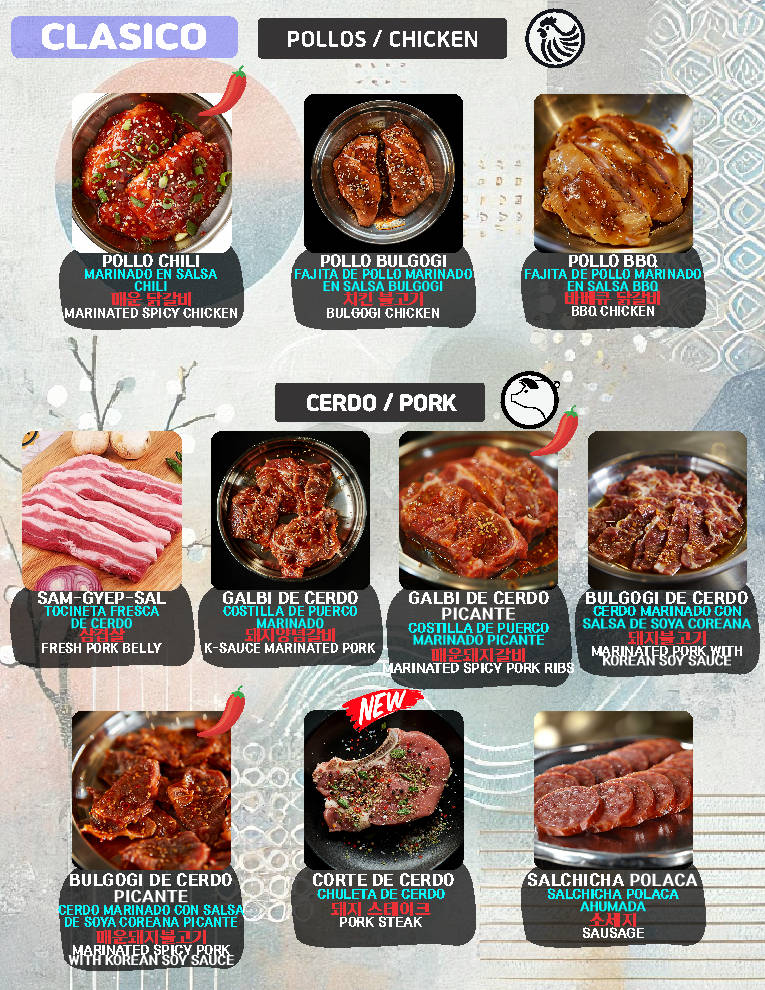 CLASICO
POLLOS / CHICKEN
POLLO CHILI
MARINADO EN SALSA
CHILI
매운 닭갈비
MARINATED SPICY CHICKEN
POLLO BULGOGI
FAJITA DE POLLO MARINADO
EN SALSA BULGOGI
치킨 불고기
BULGOGI CHICKEN
POLLO BBQ
FAJITA DE POLLO MARINADO
EN SALSA BBQ
바베큐 닭갈비
BBQ CHICKEN
CERDO / PORK
SAM-GYEP-SAL
TOCINETA FRESCA
DE CERDO
삼겹살
FRESH PORK BELLY
GALBI DE CERDO
COSTILLA DE PUERCO
MARINADO
돼지양념갈비
K-SAUCE MARINATED PORK
GALBI DE CERDO
PICANTE
COSTILLA DE PUERCO
MARINADO PICANTE
매운돼지갈비
MARINATED SPICY PORK RIBS
BULGOGI DE CERDO
CERDO MARINADO CON
SALSA DE SOYA COREANA
돼지불고기
MARINATED PORK WITH
KOREAN SOY SAUCE
BULGOGI DE CERDO
PICANTE
CERDO MARINADO CON SALSA
DE SOYA COREANA PICANTE
매운돼지불고기
MARINATED SPICY PORK
WITH KOREAN SOY SAUCE
NEW
CORTE DE CERDO
CHULETA DE CERDO
돼지 스테이크
PORK STEAK
SALCHICHA POLACA
SALCHICHA POLACA
AHUMADA
소세지
SAUSAGE